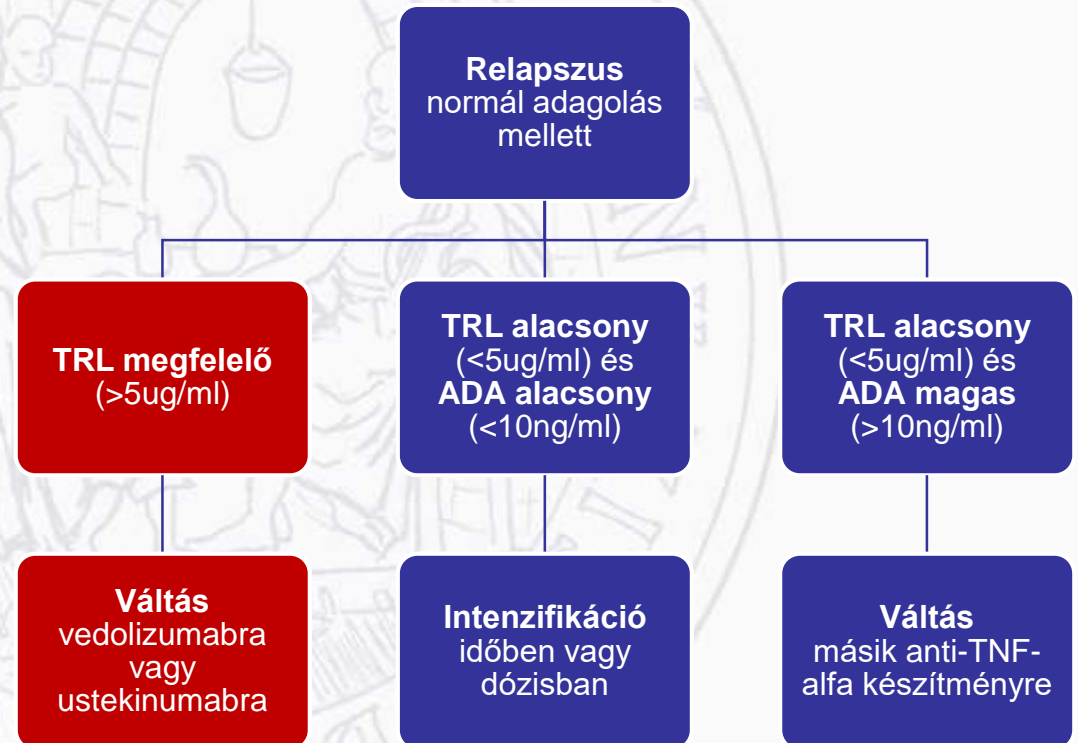 Relapszus
normál adagolás
mellett
TRL megfelelő
(>5ug/ml)
TRL alacsony
(<5ug/ml) és
ADA alacsony
(<10ng/ml)
TRL alacsony
(<5ug/ml) és
ADA magas
(>10ng/ml)
Váltás
vedolizumabra
vagy
ustekinumabra
Intenzifikáció
időben vagy
dózisban
Váltás
másik anti-TNF-
alfa készítményre